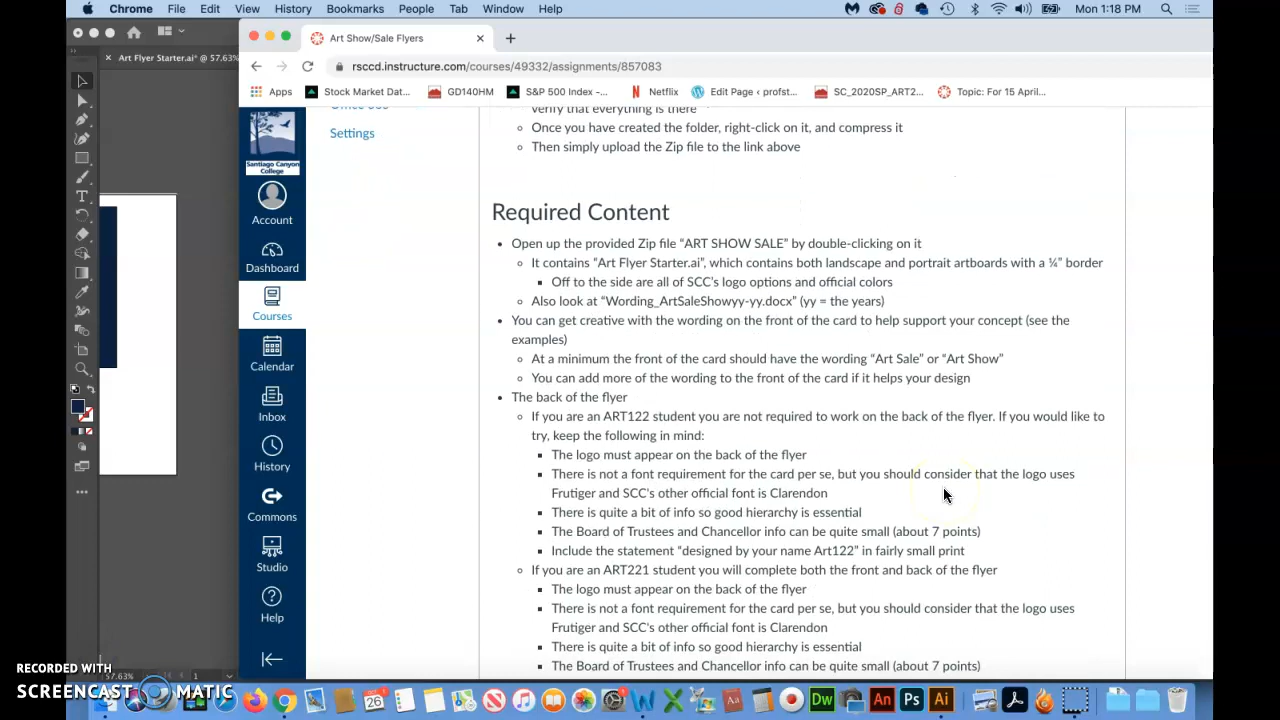 Chrome File Edit View History Bookmarks People Tab Window Help Mon 1:18 PM
Art Show/Sale Flyers
Art Flyer Starter.ai* @ 57.63%
rsccd.instructure.com/courses/49332/assignments/857083
Apps Stock Market Dat... GD140HM S&P 500 Index -... Netflix Edit Page ‹ profst... SC_2020SP_ART2... Topic: For 15 April...
Office 365
verify that everything is there
Settings
Once you have created the folder, right-click on it, and compress it
Then simply upload the Zip file to the link above
Santiago Canyon
College
Account
Dashboard
Courses
Calendar
Inbox
History
Commons
Studio
Help
Required Content
Open up the provided Zip file “ART SHOW SALE” by double-clicking on it
It contains “Art Flyer Starter.ai”, which contains both landscape and portrait artboards with a ¼” border
Off to the side are all of SCC’s logo options and official colors
Also look at “Wording_ArtSaleShowyy-yy.docx” (yy = the years)
You can get creative with the wording on the front of the card to help support your concept (see the
examples)
At a minimum the front of the card should have the wording “Art Sale” or “Art Show”
You can add more of the wording to the front of the card if it helps your design
The back of the flyer
If you are an ART122 student you are not required to work on the back of the flyer. If you would like to
try, keep the following in mind:
The logo must appear on the back of the flyer
There is not a font requirement for the card per se, but you should consider that the logo uses
Frutiger and SCC’s other official font is Clarendon
There is quite a bit of info so good hierarchy is essential
The Board of Trustees and Chancellor info can be quite small (about 7 points)
Include the statement “designed by your name Art122” in fairly small print
If you are an ART221 student you will complete both the front and back of the flyer
The logo must appear on the back of the flyer
There is not a font requirement for the card per se, but you should consider that the logo uses
Frutiger and SCC’s other official font is Clarendon
There is quite a bit of info so good hierarchy is essential
The Board of Trustees and Chancellor info can be quite small (about 7 points)
57.63% 1
RECORDED WITH
SCREENCAST MATIC
26
Dw An Ps Ai